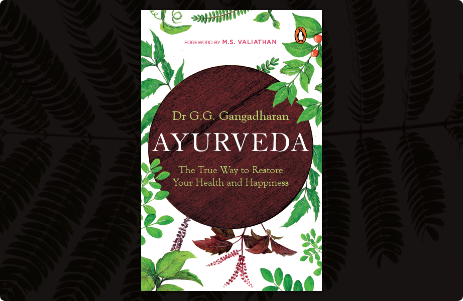 FOREWORD BY M.S. VALIATHAN
Dr G.G. Gangadharan
AYURVEDA
The True Way to Restore
Your Health and Happiness